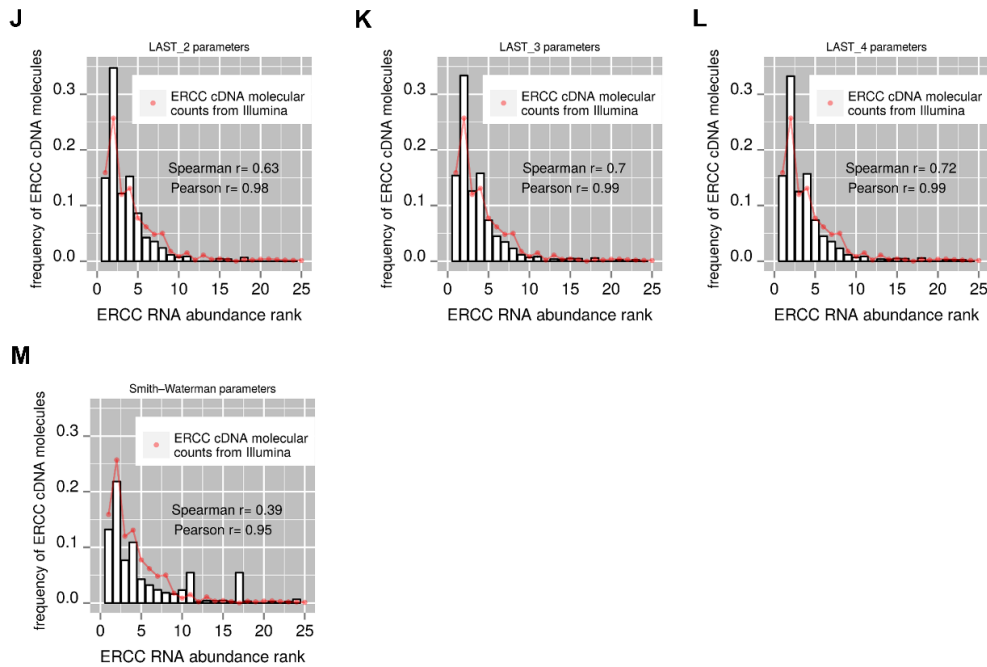 J
LAST_2 parameters
frequency of ERCC cDNA molecules
0.3
0.2
0.1
0.0
ERCC cDNA molecular
counts from Illumina
Spearman r= 0.63
Pearson r= 0.98
0 5 10 15 20 25
ERCC RNA abundance rank
K
LAST_3 parameters
frequency of ERCC cDNA molecules
0.3
0.2
0.1
0.0
ERCC cDNA molecular
counts from Illumina
Spearman r= 0.7
Pearson r= 0.99
0 5 10 15 20 25
ERCC RNA abundance rank
L
LAST_4 parameters
frequency of ERCC cDNA molecules
0.3
0.2
0.1
0.0
ERCC cDNA molecular
counts from Illumina
Spearman r= 0.72
Pearson r= 0.99
0 5 10 15 20 25
ERCC RNA abundance rank
M
Smith–Waterman parameters
frequency of ERCC cDNA molecules
0.3
0.2
0.1
0.0
ERCC cDNA molecular
counts from Illumina
Spearman r= 0.39
Pearson r= 0.95
0 5 10 15 20 25
ERCC RNA abundance rank